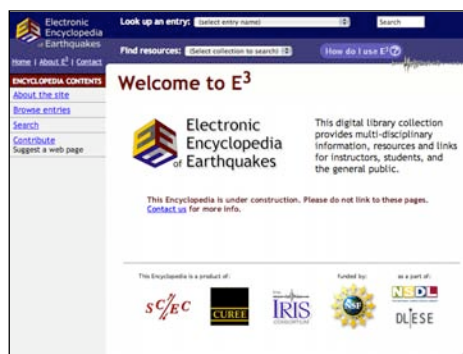 Electronic
Encyclopedia
of Earthquakes
Look up an entry: (select entry name)
Search
Find resources: (Select collection to search)
How do I use E³?
Home | About E³ | Contact
ENCYCLOPEDIA CONTENTS
About the site
Browse entries
Search
Contribute
Suggest a web page
Welcome to E³
Electronic
Encyclopedia
of Earthquakes
This digital library collection
provides multi-disciplinary
information, resources and links
for instructors, students, and
the general public.
This Encyclopedia is under construction. Please do not link to these pages.
Contact us for more info.
This Encyclopedia is a product of:
funded by:
as a part of:
SC/EC
CUREE
IRIS
CONSORTIUM
NSF
NSDL
DLESE